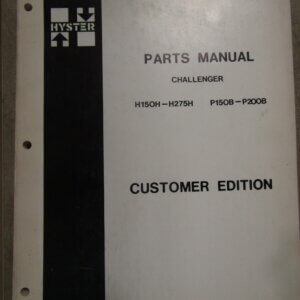 HYSTER
PARTS MANUAL
CHALLENGER
H150H-H275H P150B-P200B
CUSTOMER EDITION